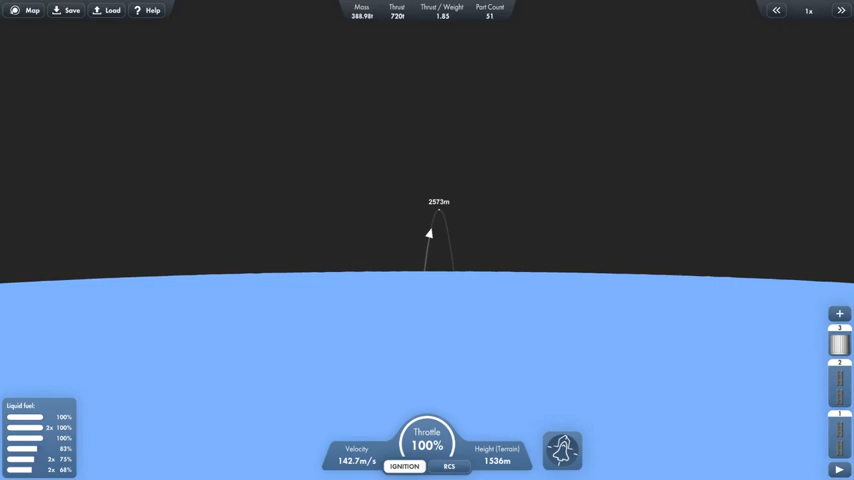 Map
Save
Load
Help
Mass
388.98t
Thrust
720t
Thrust / Weight
1.85
Part Count
51
1x
2573m
3
2
1
Liquid fuel:
100%
2x 100%
100%
83%
2x 75%
2x 68%
Throttle
100%
Velocity
142.7m/s
IGNITION
RCS
Height (Terrain)
1536m